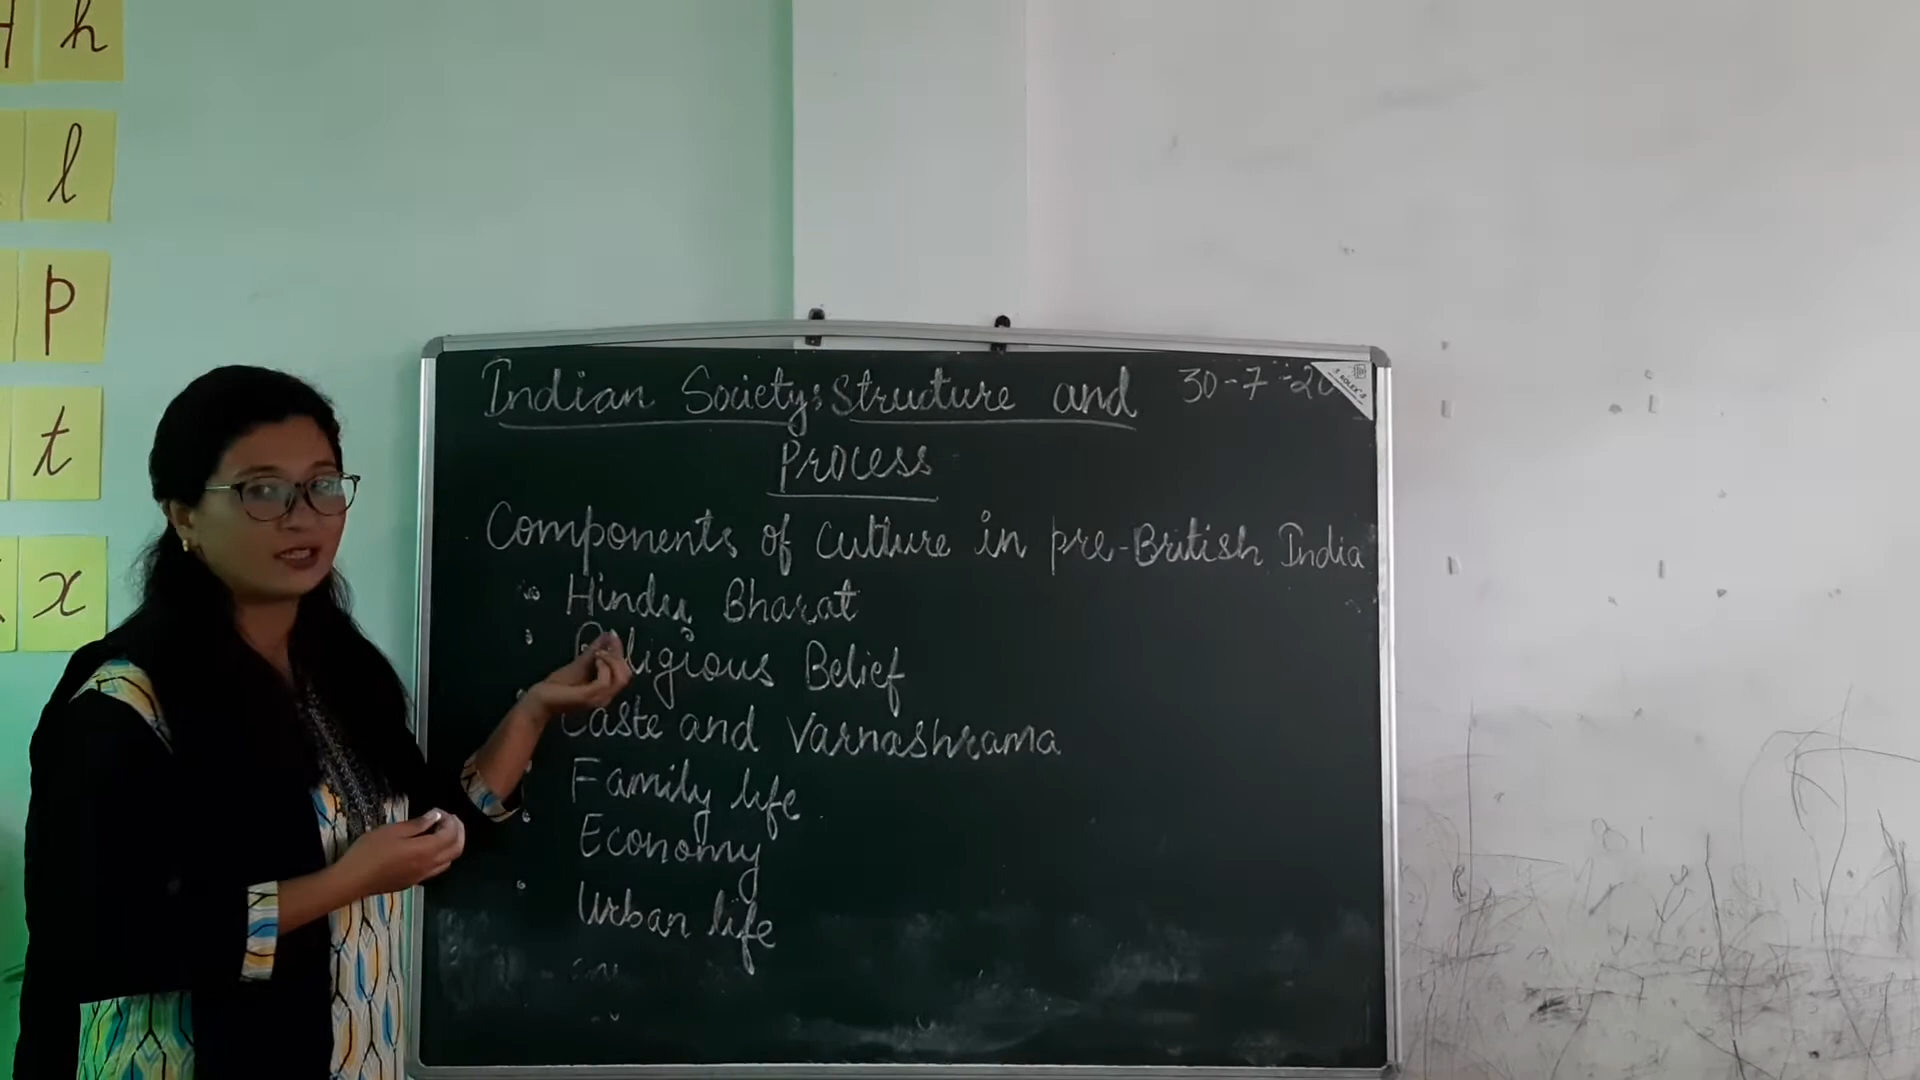 h
l
p
t
x
Indian Society: Structure and 30-7-20
Process
Components of Culture in pre-British India
Hindu Bharat
Religious Belief
Caste and Varnashrama
Family life
Economy
Urban life